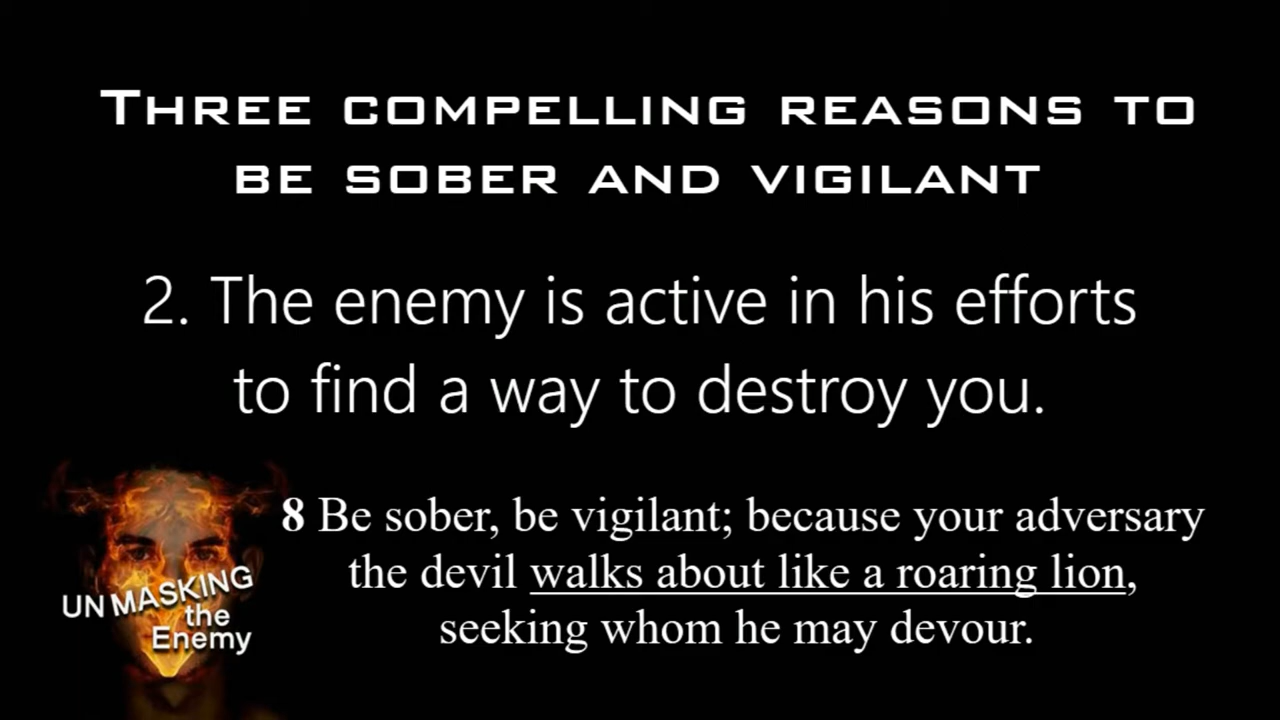 THREE COMPELLING REASONS TO
BE SOBER AND VIGILANT
2. The enemy is active in his efforts
to find a way to destroy you.
8 Be sober, be vigilant; because your adversary
the devil walks about like a roaring lion,
seeking whom he may devour.
UNMASKING
the
Enemy